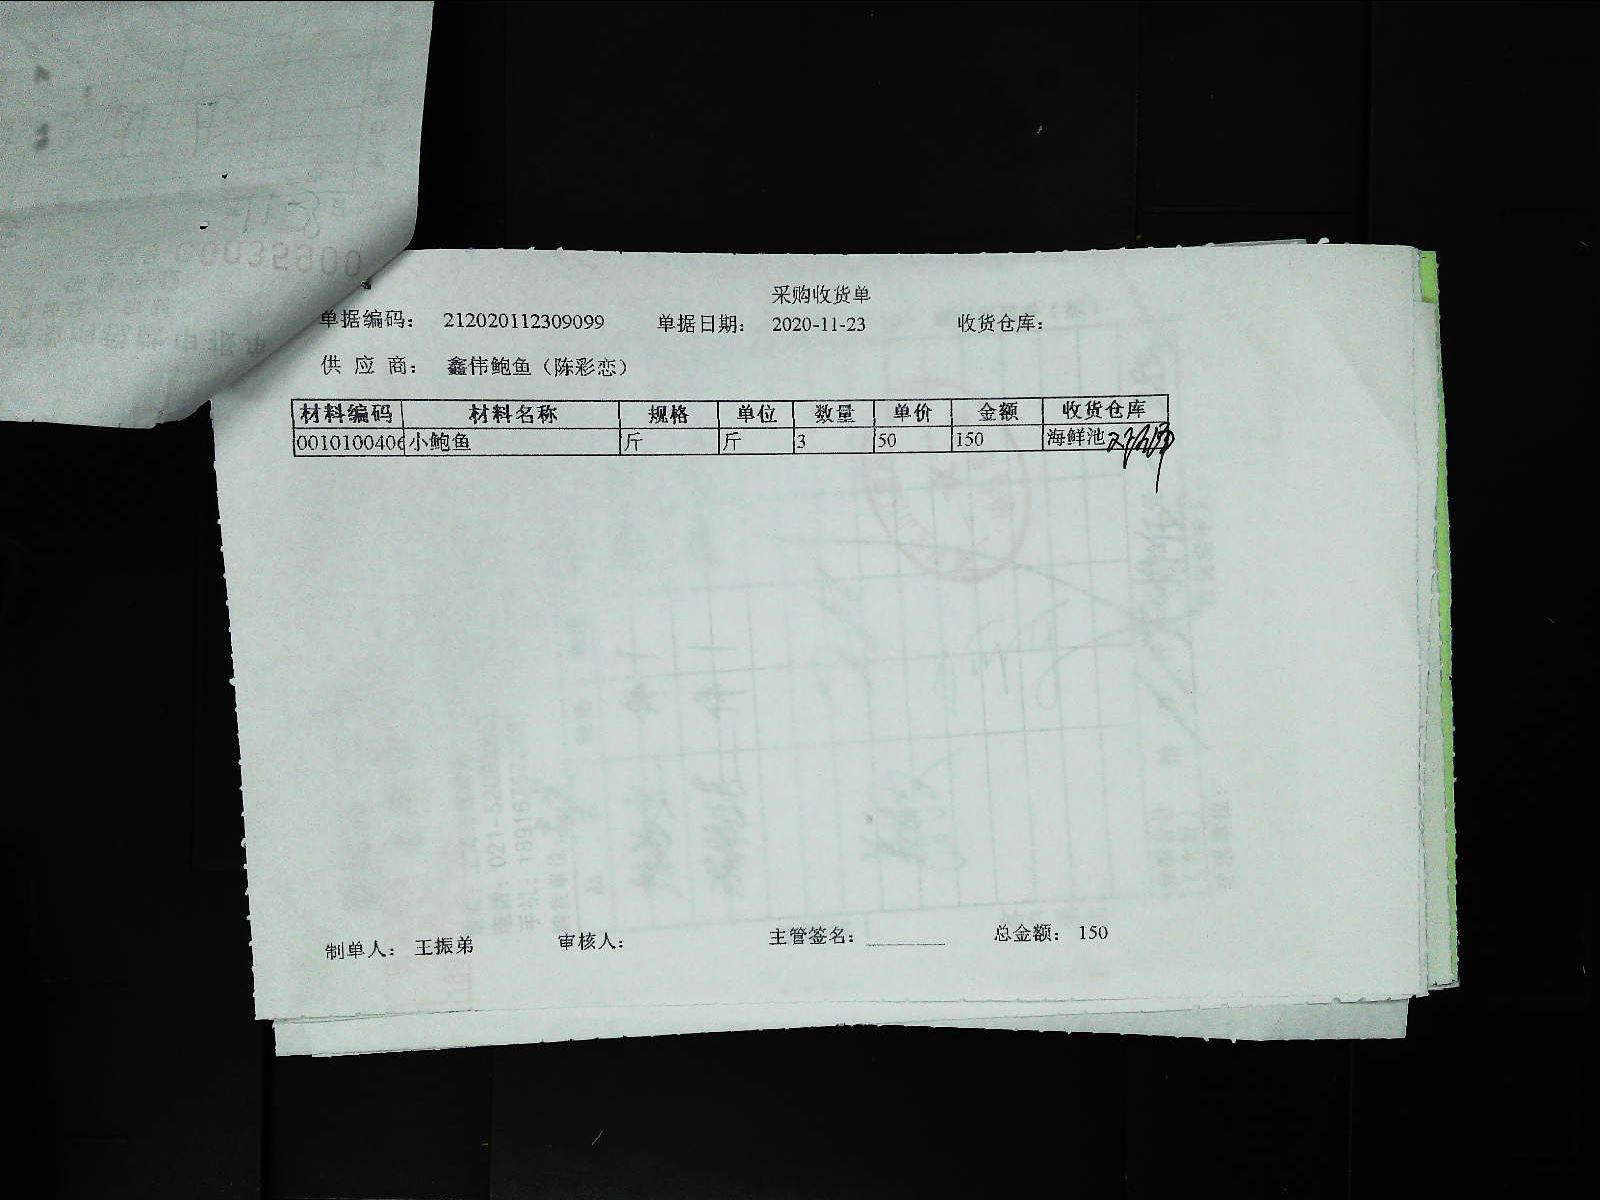 采购收货单
单据编码： 212020112309099 单据日期： 2020-11-23 收货仓库：
供 应 商： 鑫伟鲍鱼（陈彩恋）
材料编码 材料名称 规格 单位 数量 单价 金额 收货仓库
0010100406 小鲍鱼 斤 斤 3 50 150 海鲜池
制单人： 王振弟 审核人： 主管签名： 总金额： 150